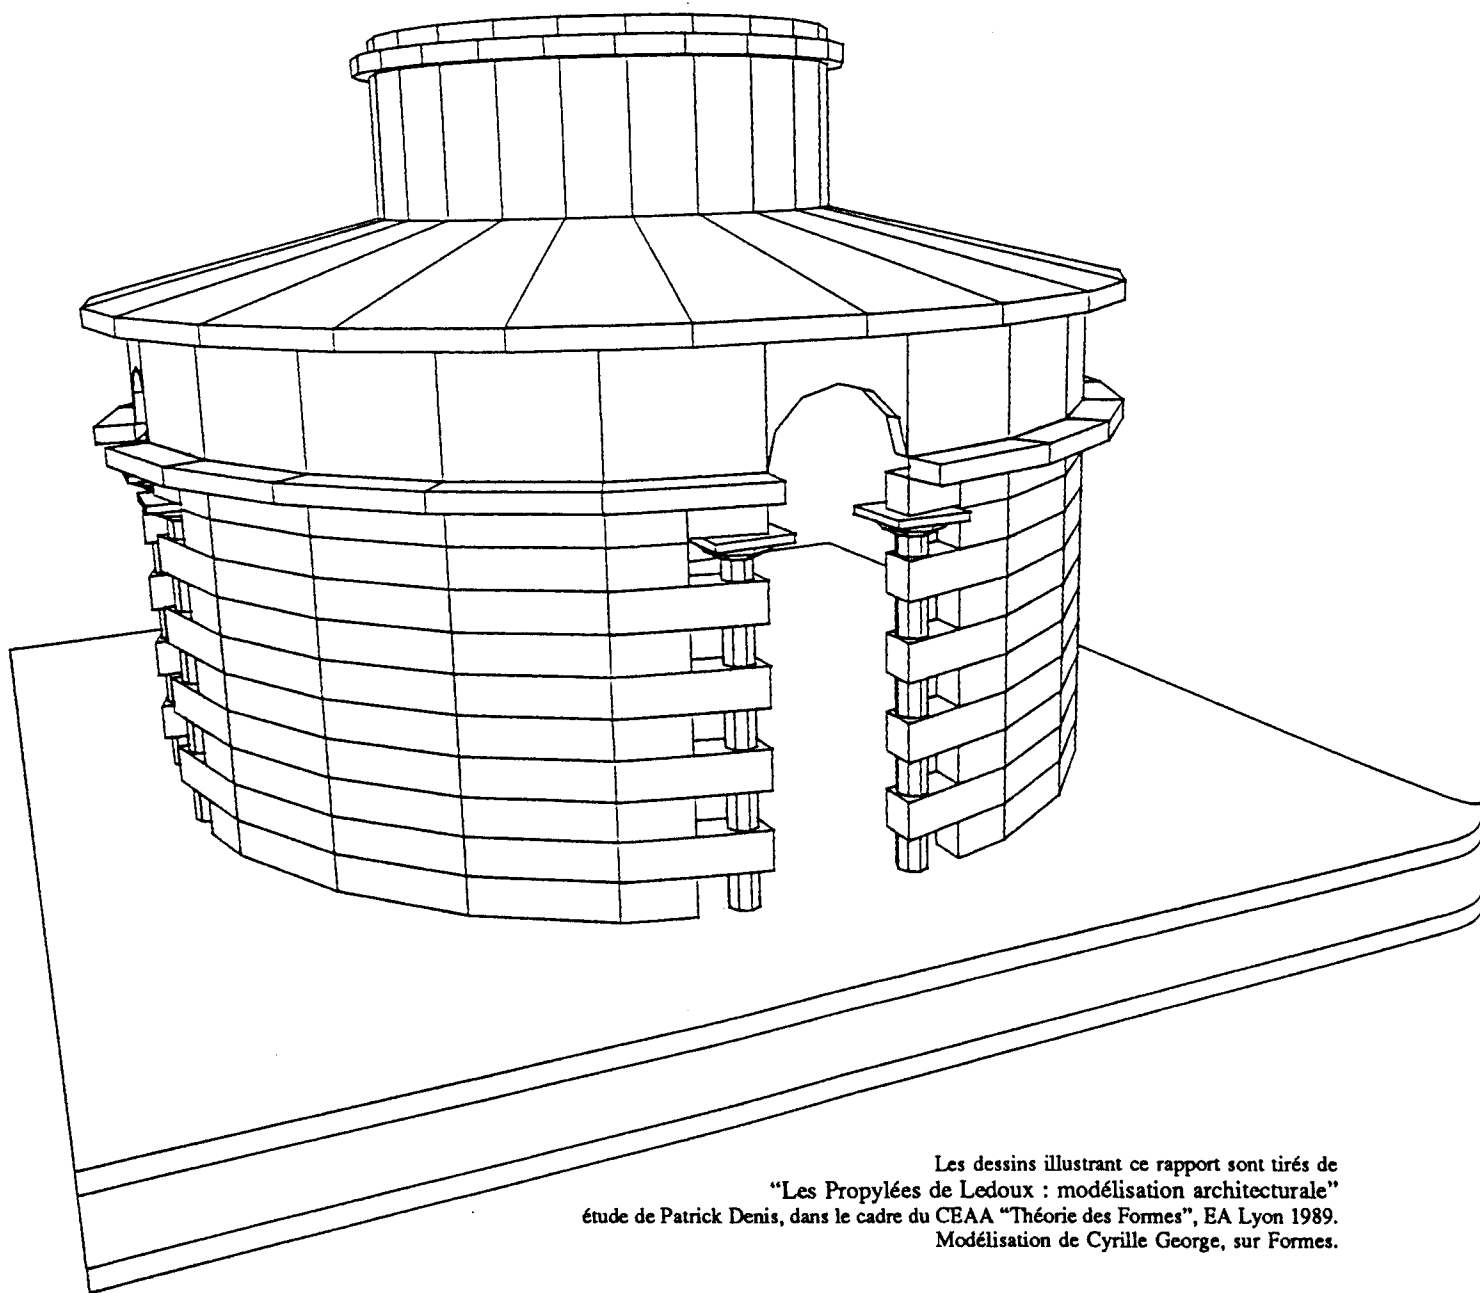 Les dessins illustrant ce rapport sont tirés de
“Les Propylées de Ledoux : modélisation architecturale”
étude de Patrick Denis, dans le cadre du CEAA “Théorie des Formes”, EA Lyon 1989.
Modélisation de Cyrille George, sur Formes.